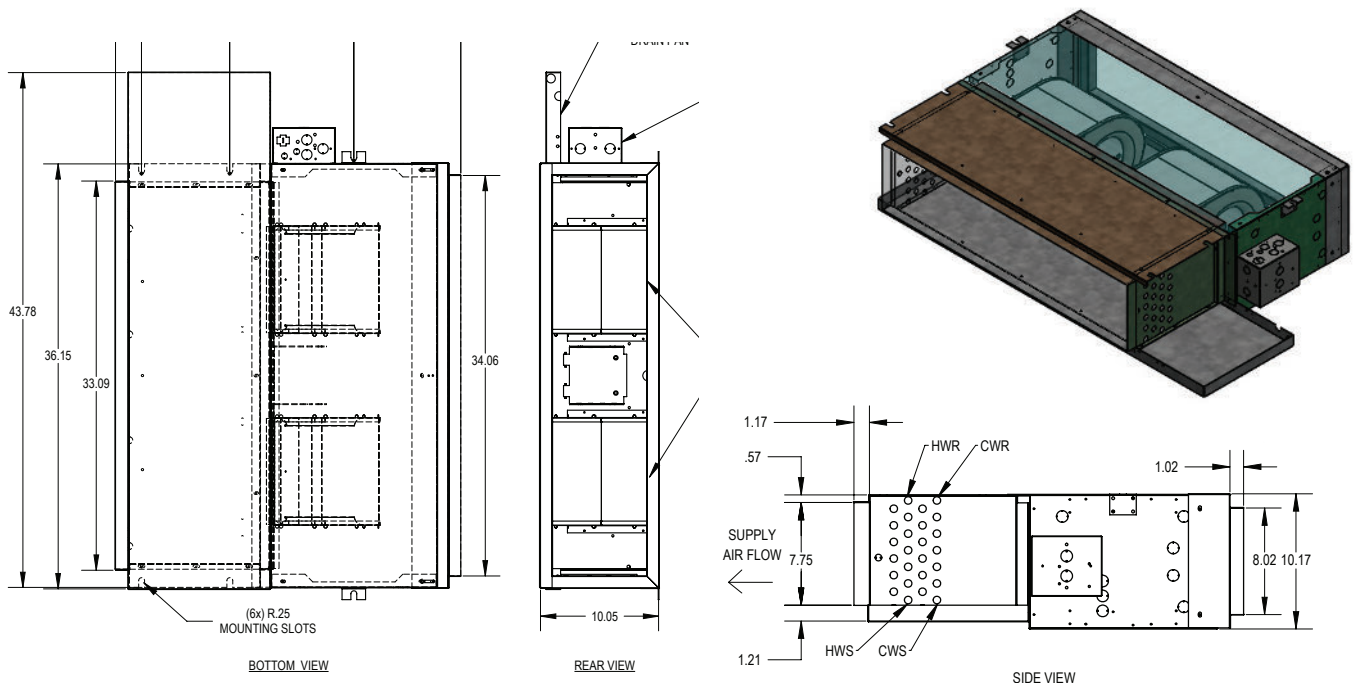 DRAIN PAN
43.78
36.15
33.09
34.06
(6x) R.25
MOUNTING SLOTS
BOTTOM VIEW
10.05
REAR VIEW
1.17
.57
HWR
CWR
1.02
SUPPLY
AIR FLOW
7.75
8.02
10.17
1.21
HWS
CWS
SIDE VIEW